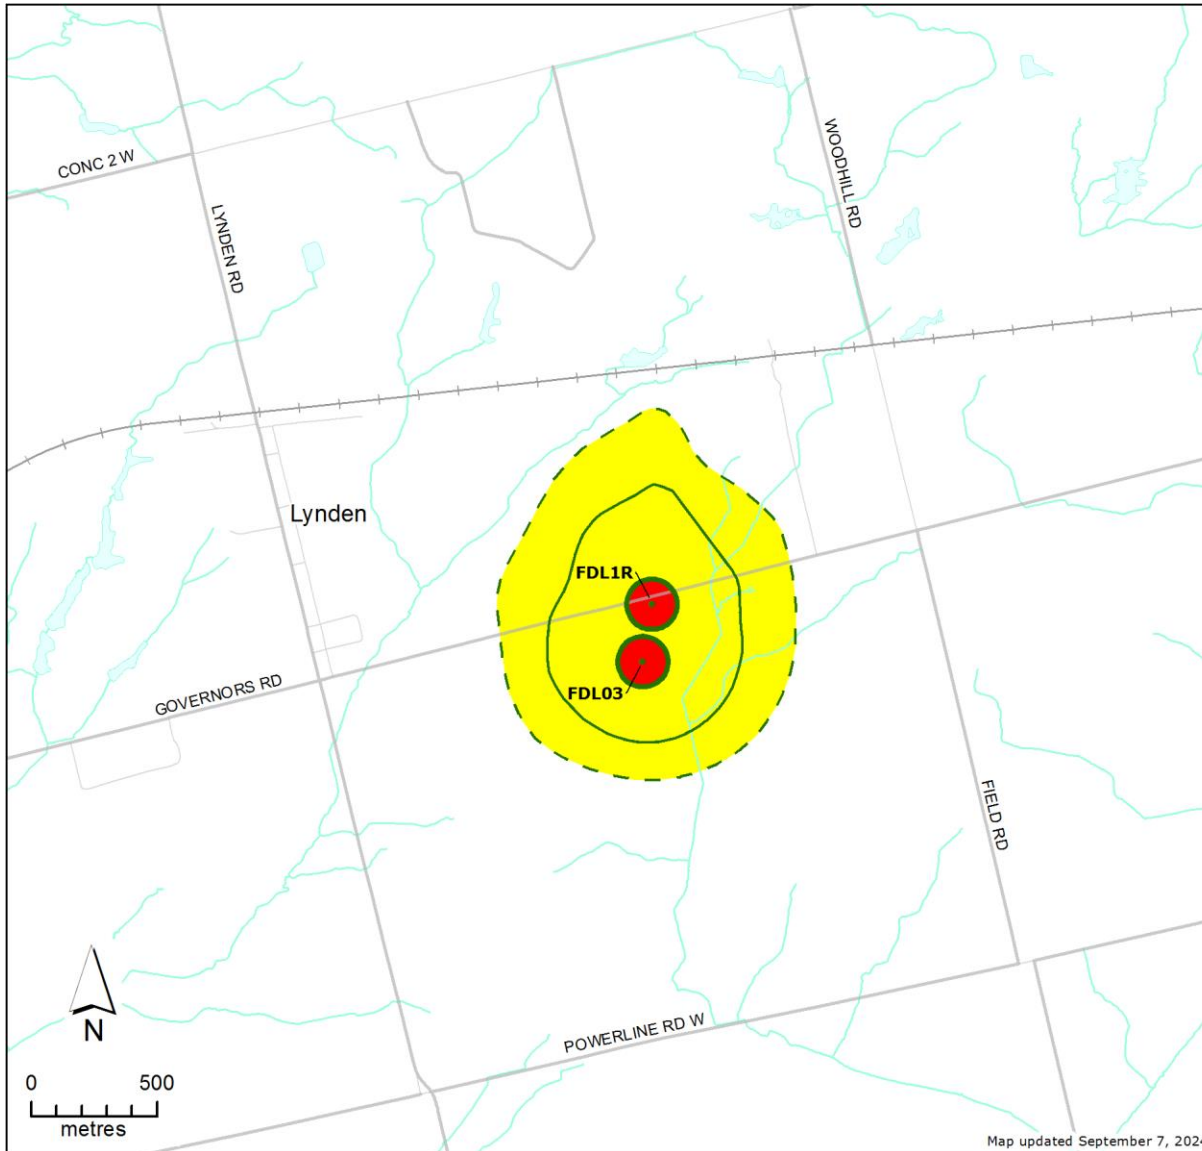 CONC 2 W
WOODHILL RD
LYNDEN RD
Lynden
FDL1R
FDL03
GOVERNORS RD
FIELD RD
N
POWERLINE RD W
0 500
metres
Map updated September 7, 2024